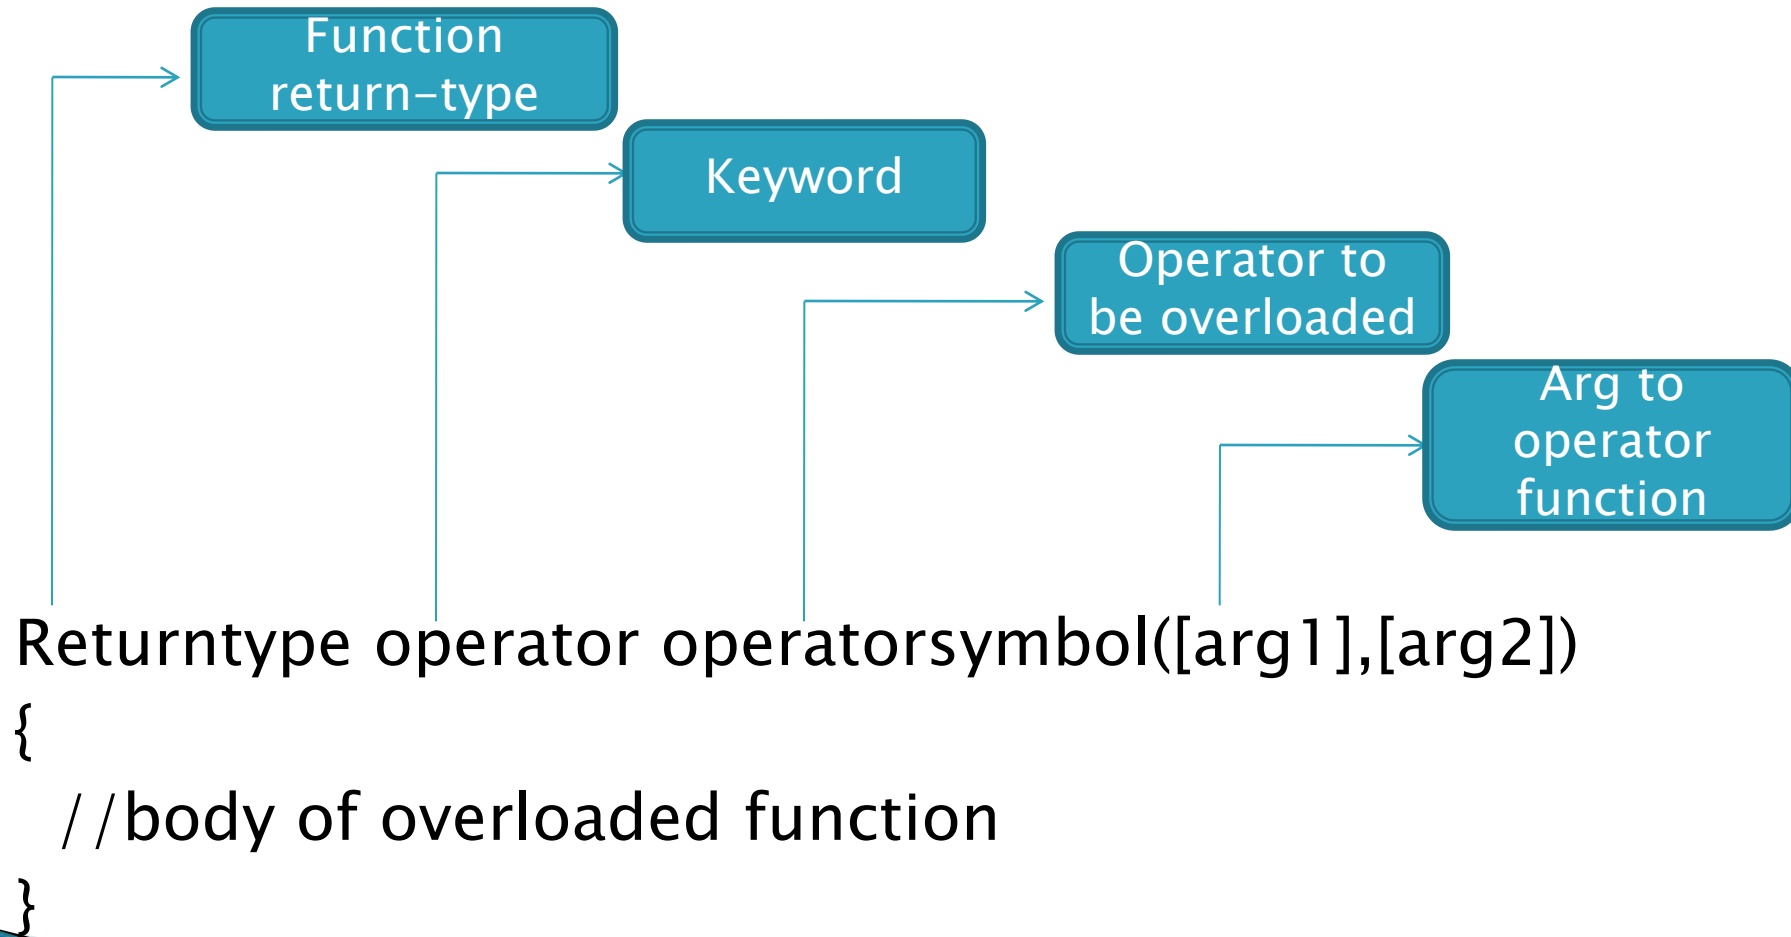 Function
return-type
Keyword
Operator to
be overloaded
Arg to
operator
function
Returntype operator operatorsymbol([arg1],[arg2])
{
//body of overloaded function
}